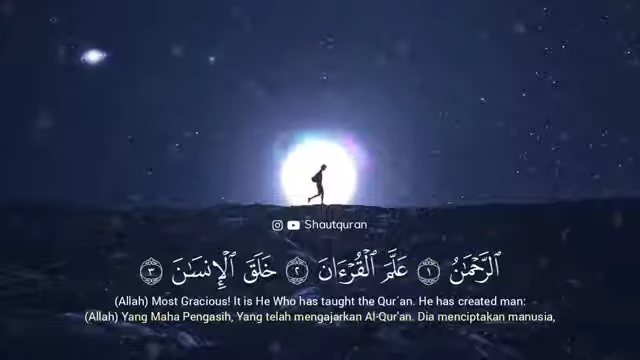 Shautquran
ٱلرَّحْمَٰنُ ١ عَلَّمَ ٱلْقُرْءَانَ ٢ خَلَقَ ٱلْإِنسَٰنَ ٣
(Allah) Most Gracious! It is He Who has taught the Qur´an. He has created man:
(Allah) Yang Maha Pengasih, Yang telah mengajarkan Al-Qur'an. Dia menciptakan manusia,